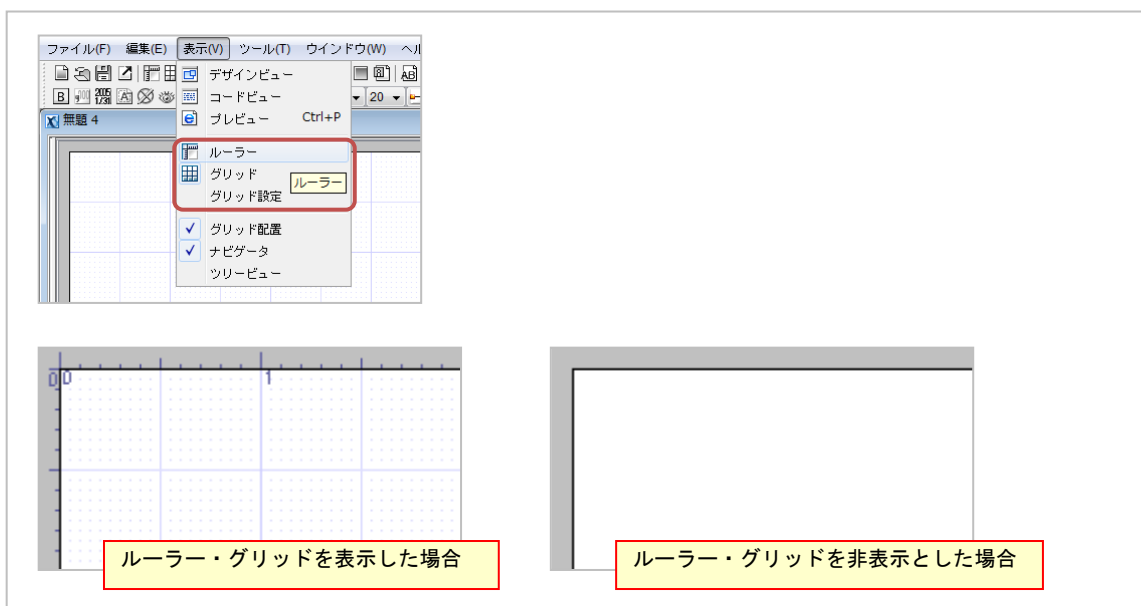 ファイル(F) 編集(E) 表示(V) ツール(T) ウインドウ(W)
デザインビュー
B 2005 1/31 コードビュー 20
無題 4 プレビュー Ctrl+P
ルーラー
グリッド
ルーラー
グリッド設定
グリッド配置
ナビゲータ
ツリービュー
0 0 1
ルーラー・グリッドを表示した場合
ルーラー・グリッドを非表示とした場合